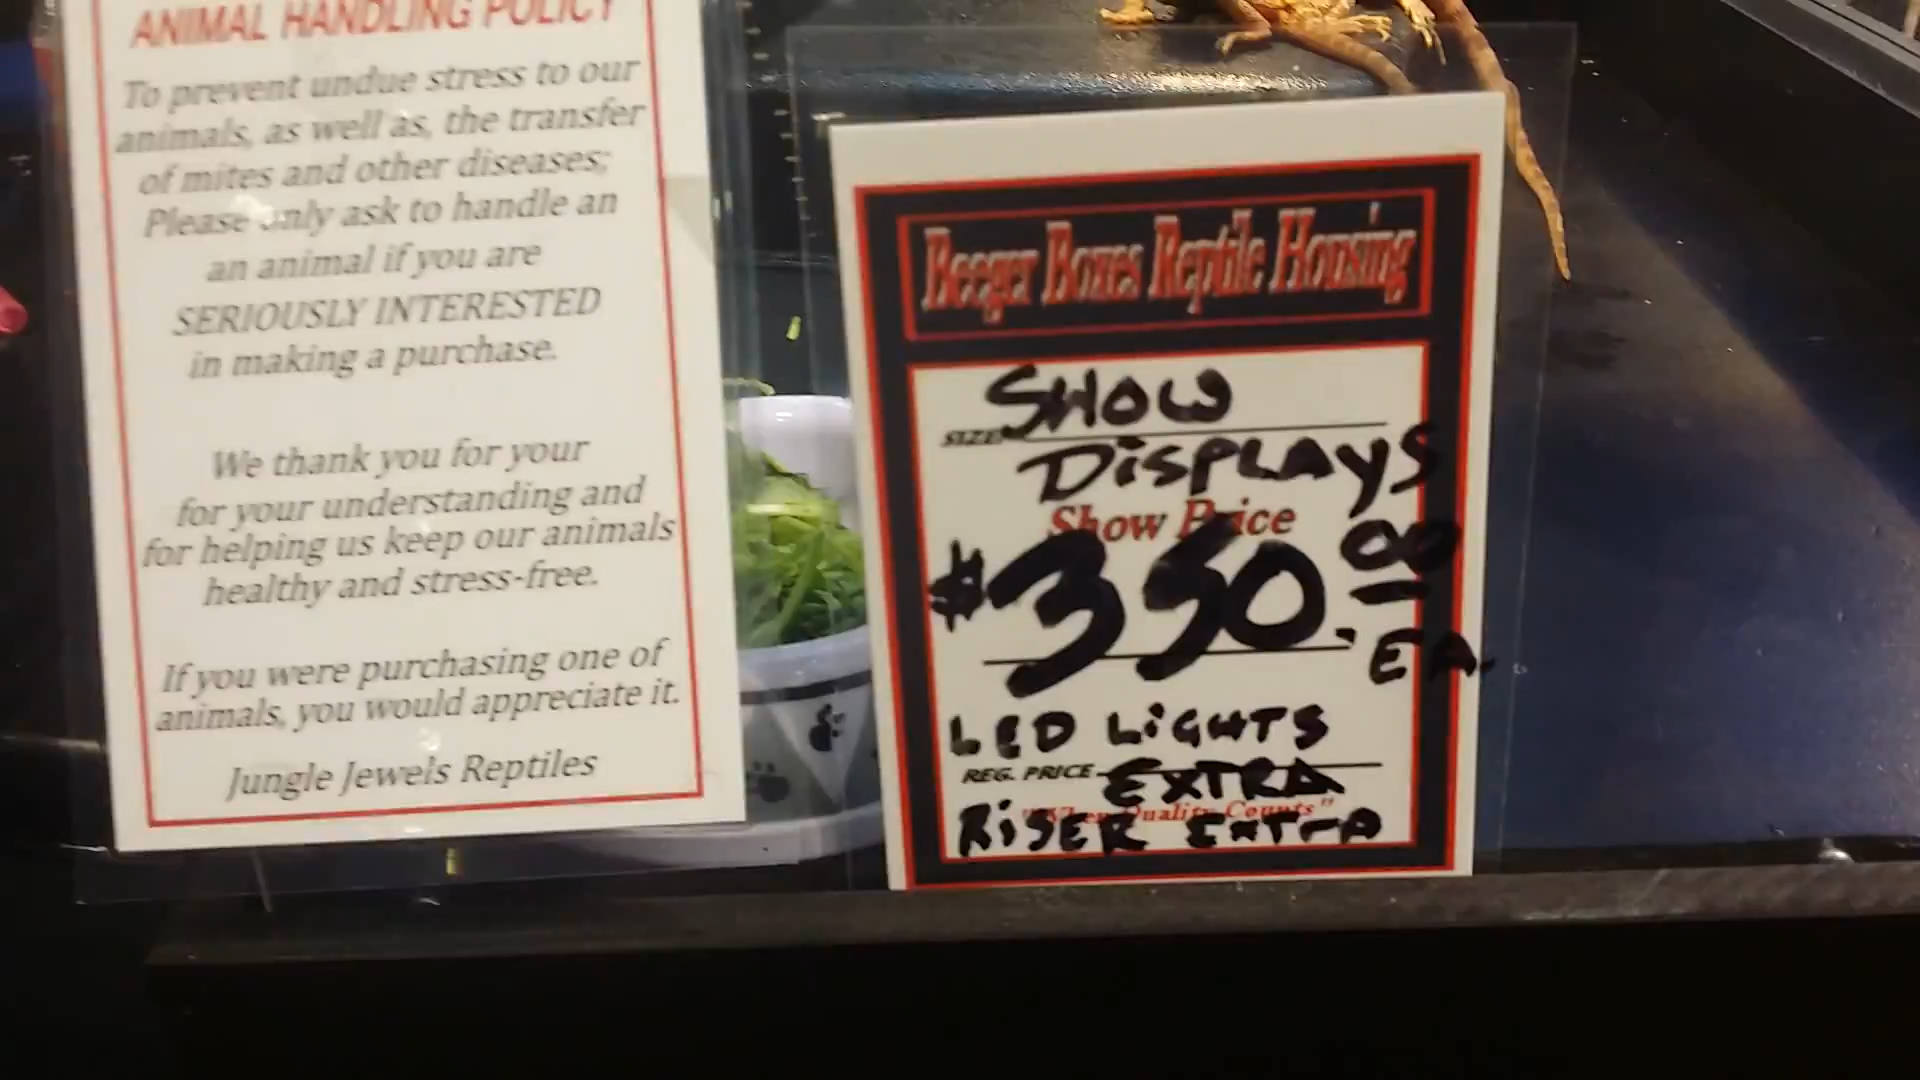 ANIMAL HANDLING POLICY
To prevent undue stress to our
animals, as well as, the transfer
of mites and other diseases;
Please only ask to handle an
an animal if you are
SERIOUSLY INTERESTED
in making a purchase.
We thank you for your
for your understanding and
for helping us keep our animals
healthy and stress-free.
If you were purchasing one of
animals, you would appreciate it.
Jungle Jewels Reptiles
Beeger Boxes Reptile Housing
SIZE SHOW
DiSPLAYS
Show Price
$350.00 EA.
LED LiGHTS
REG. PRICE EXTRA
"When Quality Counts"
RiSER EXTRA